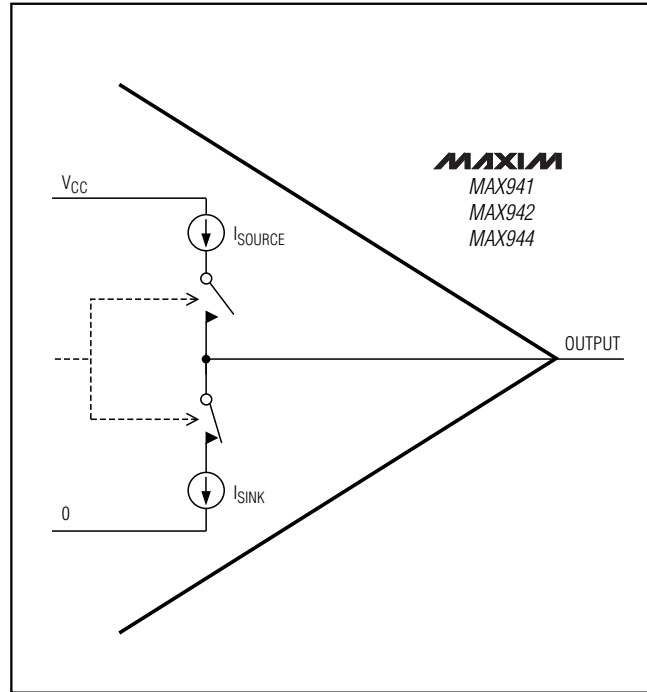 MAXIM
MAX941
MAX942
MAX944
VCC
ISOURCE
OUTPUT
ISINK
0